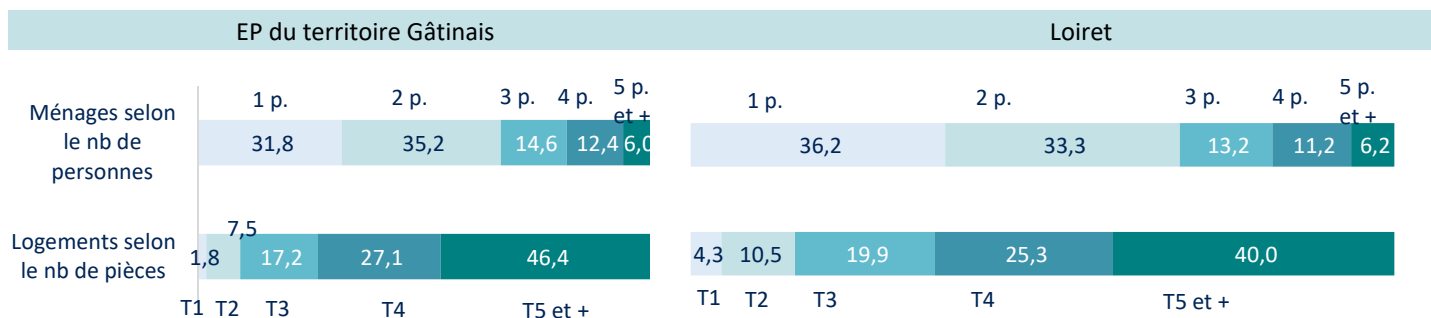 EP du territoire Gâtinais
Loiret
1 p. 2 p. 3 p. 4 p. 5 p. et +
Ménages selon
le nb de
personnes
31,8 35,2 14,6 12,4 6,0
1 p. 2 p. 3 p. 4 p. 5 p. et +
36,2 33,3 13,2 11,2 6,2
Logements selon
le nb de pièces
1,8 7,5 17,2 27,1 46,4
T1 T2 T3 T4 T5 et +
4,3 10,5 19,9 25,3 40,0
T1 T2 T3 T4 T5 et +